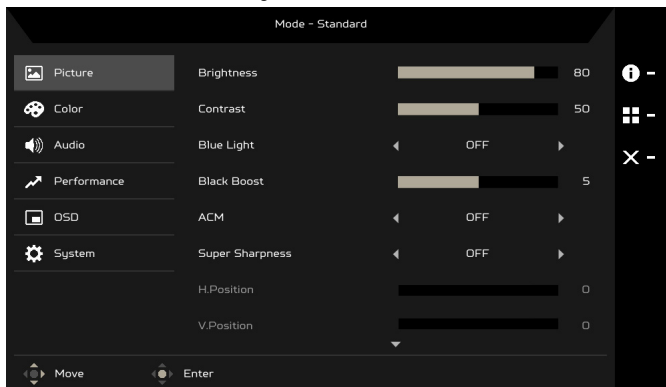 Mode - Standard
Picture
Brightness 80
Color
Contrast 50
Audio
Blue Light OFF
Performance
Black Boost 5
OSD
ACM OFF
System
Super Sharpness OFF
H.Position 0
V.Position 0
Move Enter